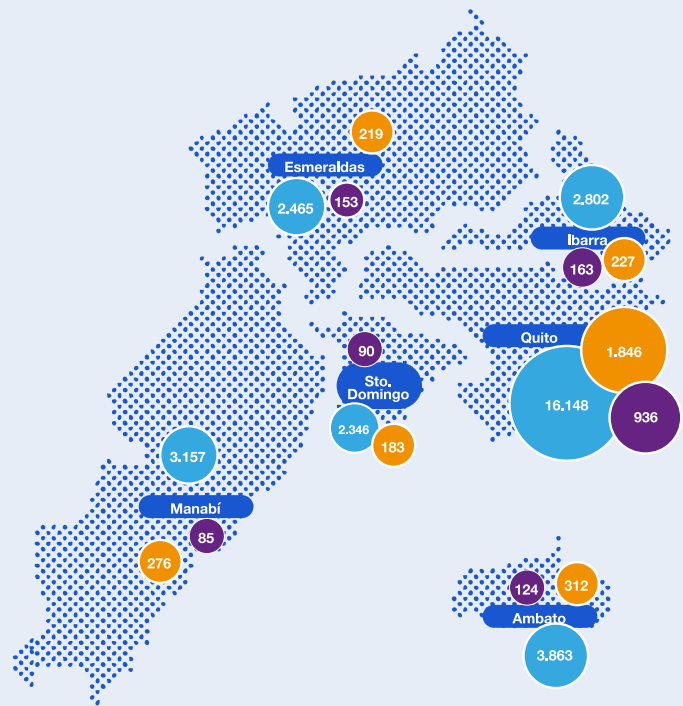 219
Esmeraldas
2.465
153
2.802
Ibarra
163
227
Quito
1.846
16.148
936
90
Sto.
Domingo
2.346
183
3.157
Manabí
85
276
124
312
Ambato
3.863